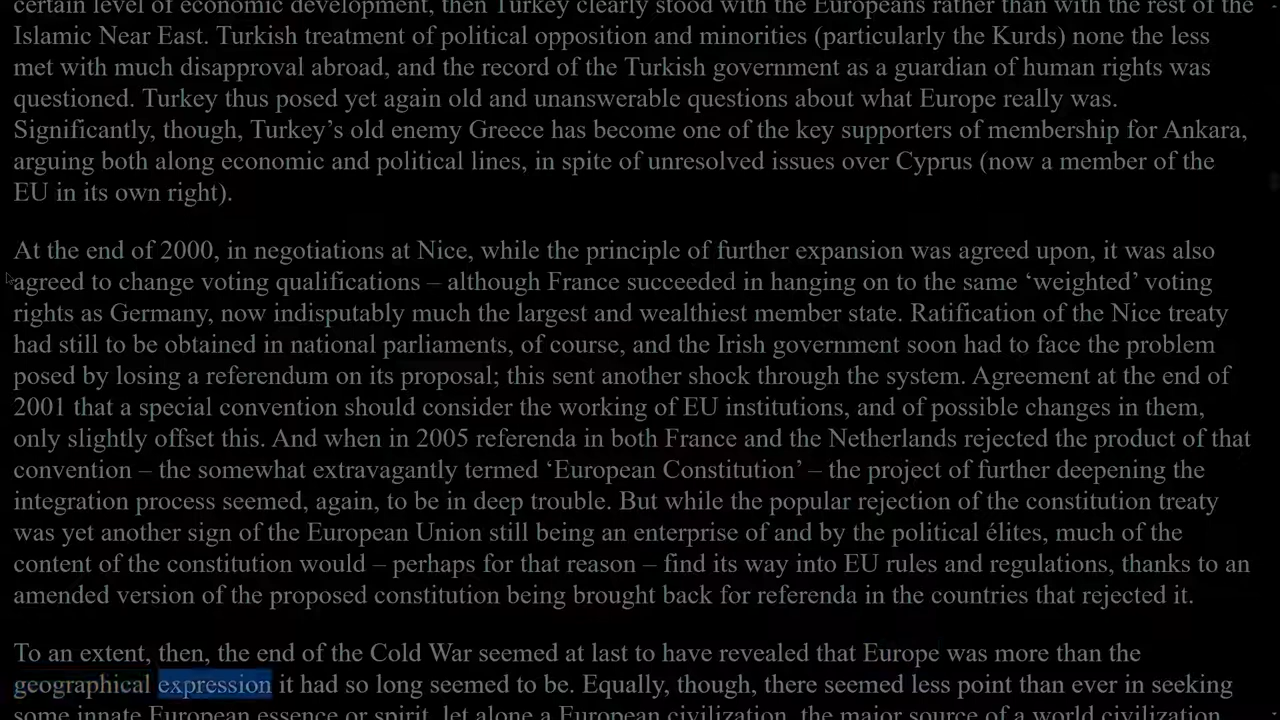 certain level of economic development, then Turkey clearly stood with the Europeans rather than with the rest of the
Islamic Near East. Turkish treatment of political opposition and minorities (particularly the Kurds) none the less
met with much disapproval abroad, and the record of the Turkish government as a guardian of human rights was
questioned. Turkey thus posed yet again old and unanswerable questions about what Europe really was.
Significantly, though, Turkey’s old enemy Greece has become one of the key supporters of membership for Ankara,
arguing both along economic and political lines, in spite of unresolved issues over Cyprus (now a member of the
EU in its own right).
At the end of 2000, in negotiations at Nice, while the principle of further expansion was agreed upon, it was also
agreed to change voting qualifications – although France succeeded in hanging on to the same ‘weighted’ voting
rights as Germany, now indisputably much the largest and wealthiest member state. Ratification of the Nice treaty
had still to be obtained in national parliaments, of course, and the Irish government soon had to face the problem
posed by losing a referendum on its proposal; this sent another shock through the system. Agreement at the end of
2001 that a special convention should consider the working of EU institutions, and of possible changes in them,
only slightly offset this. And when in 2005 referenda in both France and the Netherlands rejected the product of that
convention – the somewhat extravagantly termed ‘European Constitution’ – the project of further deepening the
integration process seemed, again, to be in deep trouble. But while the popular rejection of the constitution treaty
was yet another sign of the European Union still being an enterprise of and by the political élites, much of the
content of the constitution would – perhaps for that reason – find its way into EU rules and regulations, thanks to an
amended version of the proposed constitution being brought back for referenda in the countries that rejected it.
To an extent, then, the end of the Cold War seemed at last to have revealed that Europe was more than the
geographical expression it had so long seemed to be. Equally, though, there seemed less point than ever in seeking
some innate European essence or spirit, let alone a European civilization, the major source of a world civilization